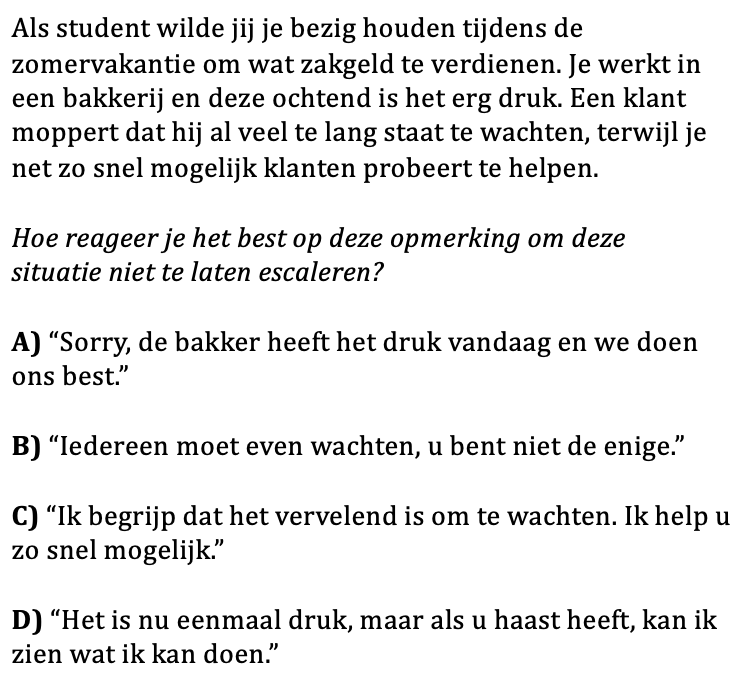 Als student wilde jij je bezig houden tijdens de
zomervakantie om wat zakgeld te verdienen. Je werkt in
een bakkerij en deze ochtend is het erg druk. Een klant
moppert dat hij al veel te lang staat te wachten, terwijl je
net zo snel mogelijk klanten probeert te helpen.
Hoe reageer je het best op deze opmerking om deze
situatie niet te laten escaleren?
A) “Sorry, de bakker heeft het druk vandaag en we doen
ons best.”
B) “Iedereen moet even wachten, u bent niet de enige.”
C) “Ik begrijp dat het vervelend is om te wachten. Ik help u
zo snel mogelijk.”
D) “Het is nu eenmaal druk, maar als u haast heeft, kan ik
zien wat ik kan doen.”